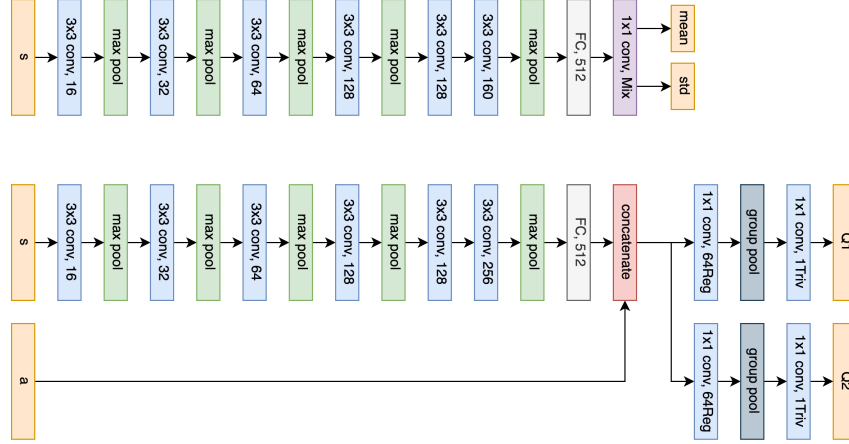 s
3x3 conv, 16
max pool
3x3 conv, 32
max pool
3x3 conv, 64
max pool
3x3 conv, 128
max pool
3x3 conv, 128
3x3 conv, 160
max pool
FC, 512
1x1 conv, Mix
mean
std
s
3x3 conv, 16
max pool
3x3 conv, 32
max pool
3x3 conv, 64
max pool
3x3 conv, 128
max pool
3x3 conv, 128
3x3 conv, 256
max pool
FC, 512
concatenate
1x1 conv, 64Reg
group pool
1x1 conv, 1Triv
Q1
a
1x1 conv, 64Reg
group pool
1x1 conv, 1Triv
Q2